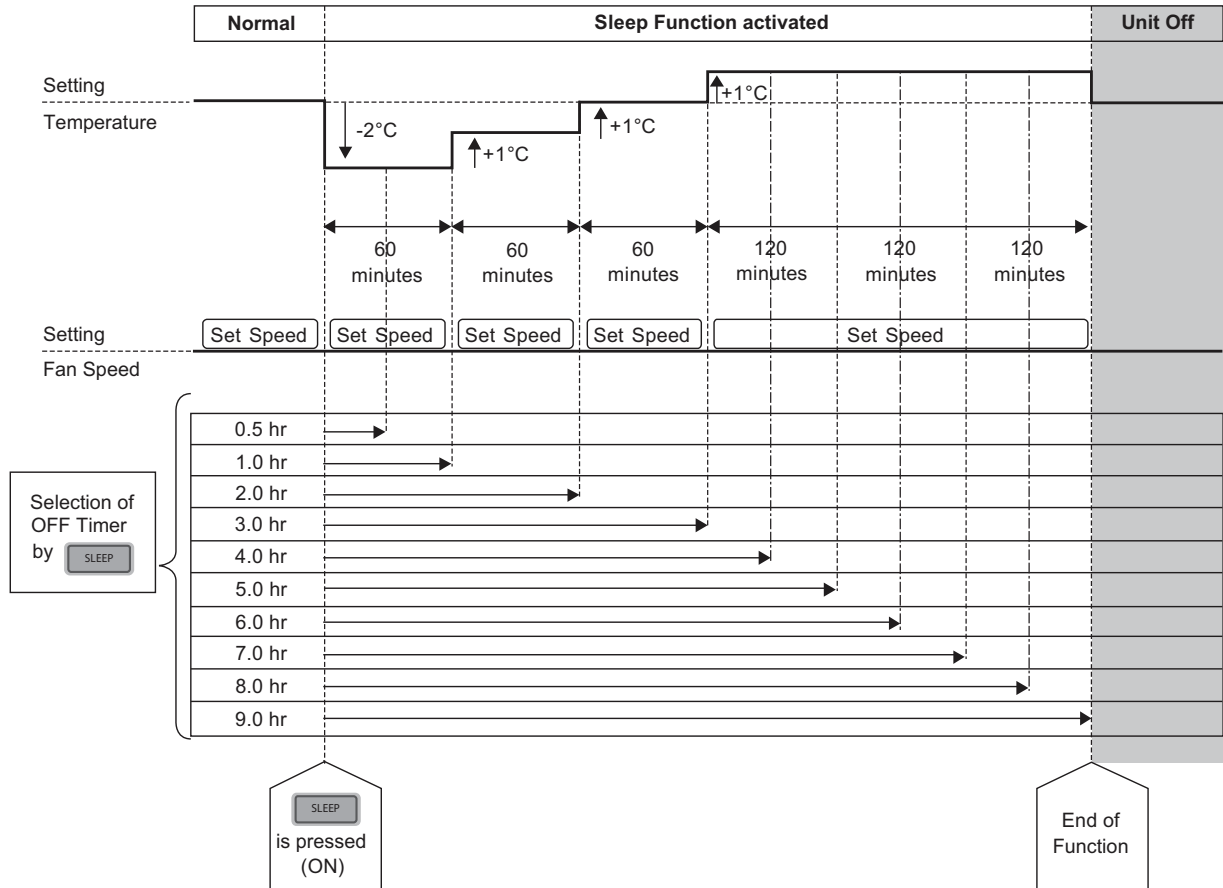 Normal
Sleep Function activated
Unit Off
Setting
Temperature
-2°C
+1°C
+1°C
+1°C
60
minutes
60
minutes
60
minutes
120
minutes
120
minutes
120
minutes
Setting
Fan Speed
Set Speed
Set Speed
Set Speed
Set Speed
Set Speed
Selection of
OFF Timer
by SLEEP
0.5 hr
1.0 hr
2.0 hr
3.0 hr
4.0 hr
5.0 hr
6.0 hr
7.0 hr
8.0 hr
9.0 hr
SLEEP
is pressed
(ON)
End of
Function